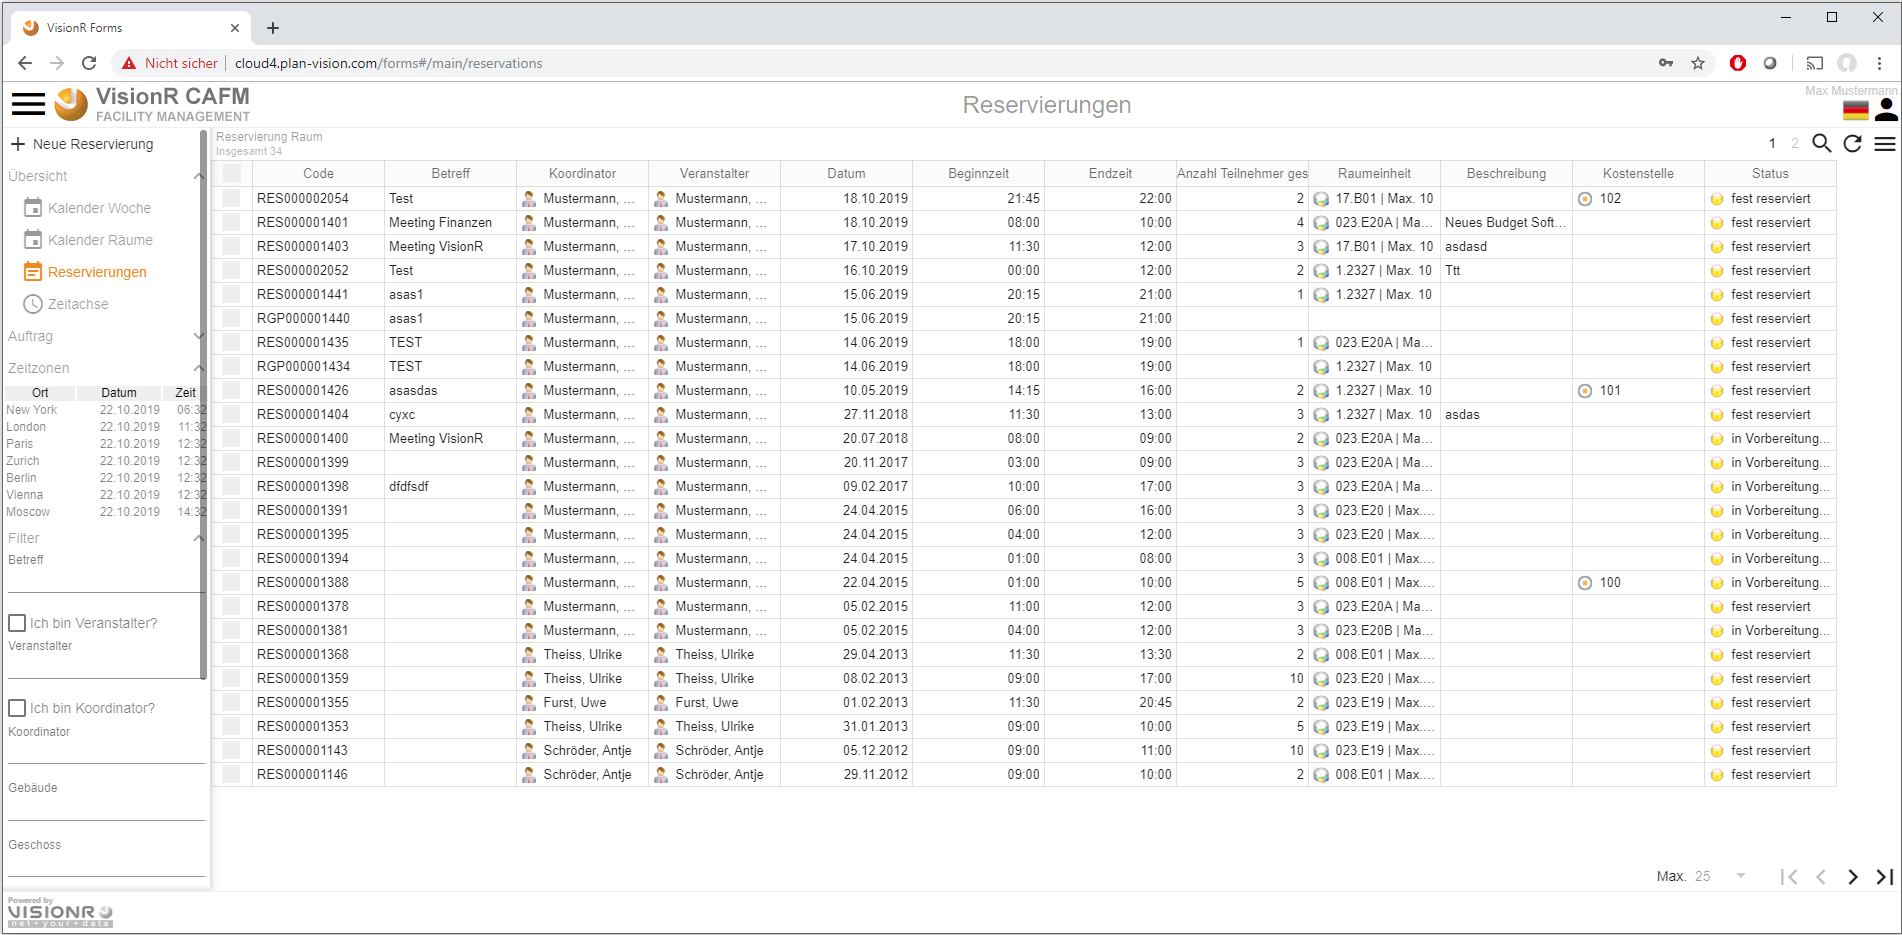 VisionR Forms
Nicht sicher | cloud4.plan-vision.com/forms#/main/reservations
VisionR CAFM
FACILITY MANAGEMENT
Reservierungen
Max Mustermann
Neue Reservierung
Übersicht
Kalender Woche
Kalender Räume
Reservierungen
Zeitachse
Auftrag
Zeitzonen
Ort Datum Zeit
New York 22.10.2019 06:32
London 22.10.2019 11:32
Paris 22.10.2019 12:32
Zurich 22.10.2019 12:32
Berlin 22.10.2019 12:32
Vienna 22.10.2019 12:32
Moscow 22.10.2019 14:32
Filter
Betreff
Ich bin Veranstalter?
Veranstalter
Ich bin Koordinator?
Koordinator
Gebäude
Geschoss
Powered by
VISIONR
net • your • data
Reservierung Raum
Insgesamt 34
1 2
Code Betreff Koordinator Veranstalter Datum Beginnzeit Endzeit Anzahl Teilnehmer ges Raumeinheit Beschreibung Kostenstelle Status
RES000002054 Test Mustermann, ... Mustermann, ... 18.10.2019 21:45 22:00 2 17.B01 | Max. 10 102 fest reserviert
RES000001401 Meeting Finanzen Mustermann, ... Mustermann, ... 18.10.2019 08:00 10:00 4 023.E20A | Ma... Neues Budget Soft... fest reserviert
RES000001403 Meeting VisionR Mustermann, ... Mustermann, ... 17.10.2019 11:30 12:00 3 17.B01 | Max. 10 asdasd fest reserviert
RES000002052 Test Mustermann, ... Mustermann, ... 16.10.2019 00:00 12:00 2 1.2327 | Max. 10 Ttt fest reserviert
RES000001441 asas1 Mustermann, ... Mustermann, ... 15.06.2019 20:15 21:00 1 1.2327 | Max. 10 fest reserviert
RGP000001440 asas1 Mustermann, ... Mustermann, ... 15.06.2019 20:15 21:00 fest reserviert
RES000001435 TEST Mustermann, ... Mustermann, ... 14.06.2019 18:00 19:00 1 023.E20A | Ma... fest reserviert
RGP000001434 TEST Mustermann, ... Mustermann, ... 14.06.2019 18:00 19:00 1.2327 | Max. 10 fest reserviert
RES000001426 asasdas Mustermann, ... Mustermann, ... 10.05.2019 14:15 16:00 2 1.2327 | Max. 10 101 fest reserviert
RES000001404 cyxc Mustermann, ... Mustermann, ... 27.11.2018 11:30 13:00 3 1.2327 | Max. 10 asdas fest reserviert
RES000001400 Meeting VisionR Mustermann, ... Mustermann, ... 20.07.2018 08:00 09:00 2 023.E20A | Ma... in Vorbereitung...
RES000001399 Mustermann, ... Mustermann, ... 20.11.2017 03:00 09:00 3 023.E20A | Ma... in Vorbereitung...
RES000001398 dfdfsdf Mustermann, ... Mustermann, ... 09.02.2017 10:00 17:00 3 023.E20A | Ma... in Vorbereitung...
RES000001391 Mustermann, ... Mustermann, ... 24.04.2015 06:00 16:00 3 023.E20 | Max.... in Vorbereitung...
RES000001395 Mustermann, ... Mustermann, ... 24.04.2015 04:00 12:00 3 023.E20 | Max.... in Vorbereitung...
RES000001394 Mustermann, ... Mustermann, ... 24.04.2015 01:00 08:00 3 008.E01 | Max.... in Vorbereitung...
RES000001388 Mustermann, ... Mustermann, ... 22.04.2015 01:00 10:00 5 008.E01 | Max.... 100 in Vorbereitung...
RES000001378 Mustermann, ... Mustermann, ... 05.02.2015 11:00 12:00 3 023.E20A | Ma... fest reserviert
RES000001381 Mustermann, ... Mustermann, ... 05.02.2015 04:00 12:00 3 023.E20B | Ma... in Vorbereitung...
RES000001368 Theiss, Ulrike Theiss, Ulrike 29.04.2013 11:30 13:30 2 008.E01 | Max.... fest reserviert
RES000001359 Theiss, Ulrike Theiss, Ulrike 08.02.2013 09:00 17:00 10 023.E20 | Max.... fest reserviert
RES000001355 Furst, Uwe Furst, Uwe 01.02.2013 11:30 20:45 2 023.E19 | Max.... fest reserviert
RES000001353 Theiss, Ulrike Theiss, Ulrike 31.01.2013 09:00 10:00 5 023.E19 | Max.... fest reserviert
RES000001143 Schröder, Antje Schröder, Antje 05.12.2012 09:00 11:00 10 023.E19 | Max.... fest reserviert
RES000001146 Schröder, Antje Schröder, Antje 29.11.2012 09:00 10:00 2 008.E01 | Max.... fest reserviert
Max. 25